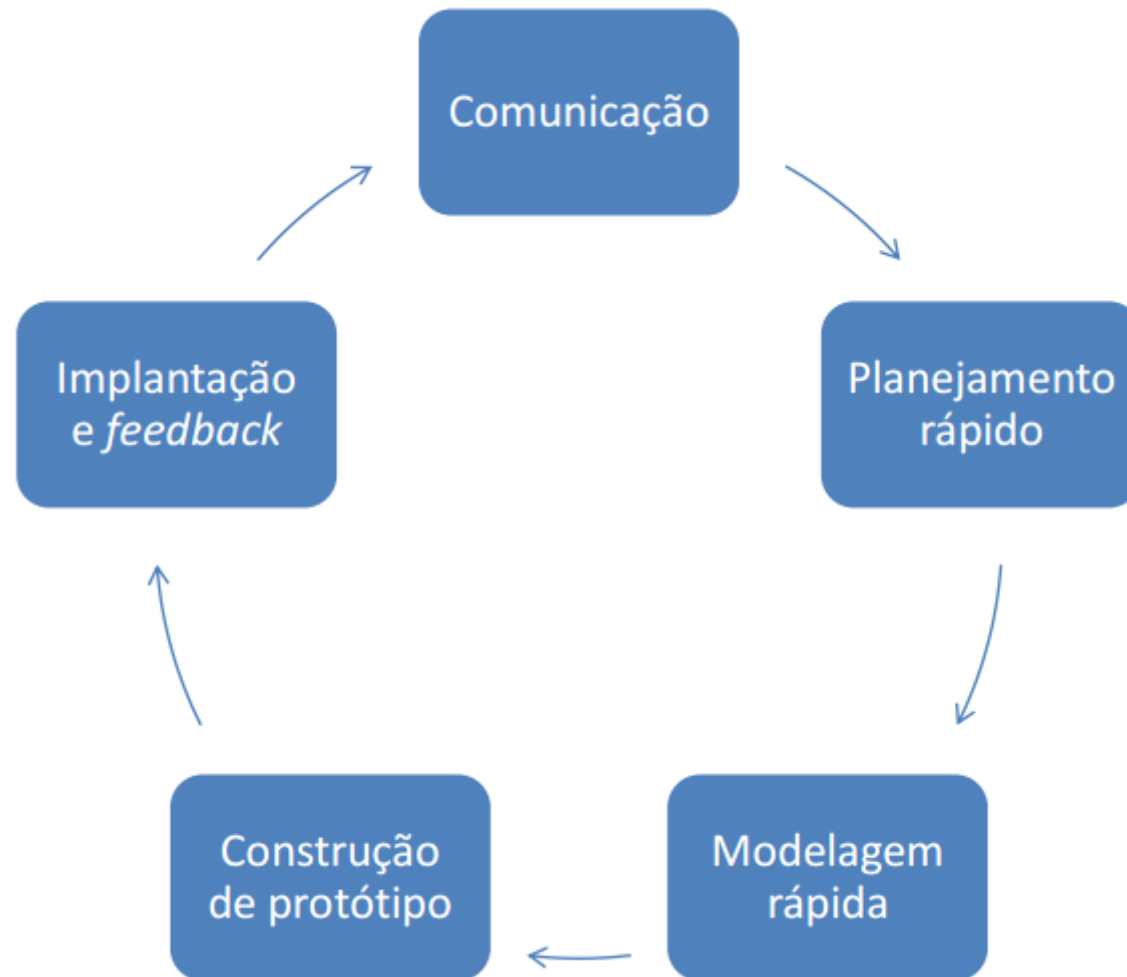 Comunicação
Planejamento
rápido
Modelagem
rápida
Construção
de protótipo
Implantação
e feedback